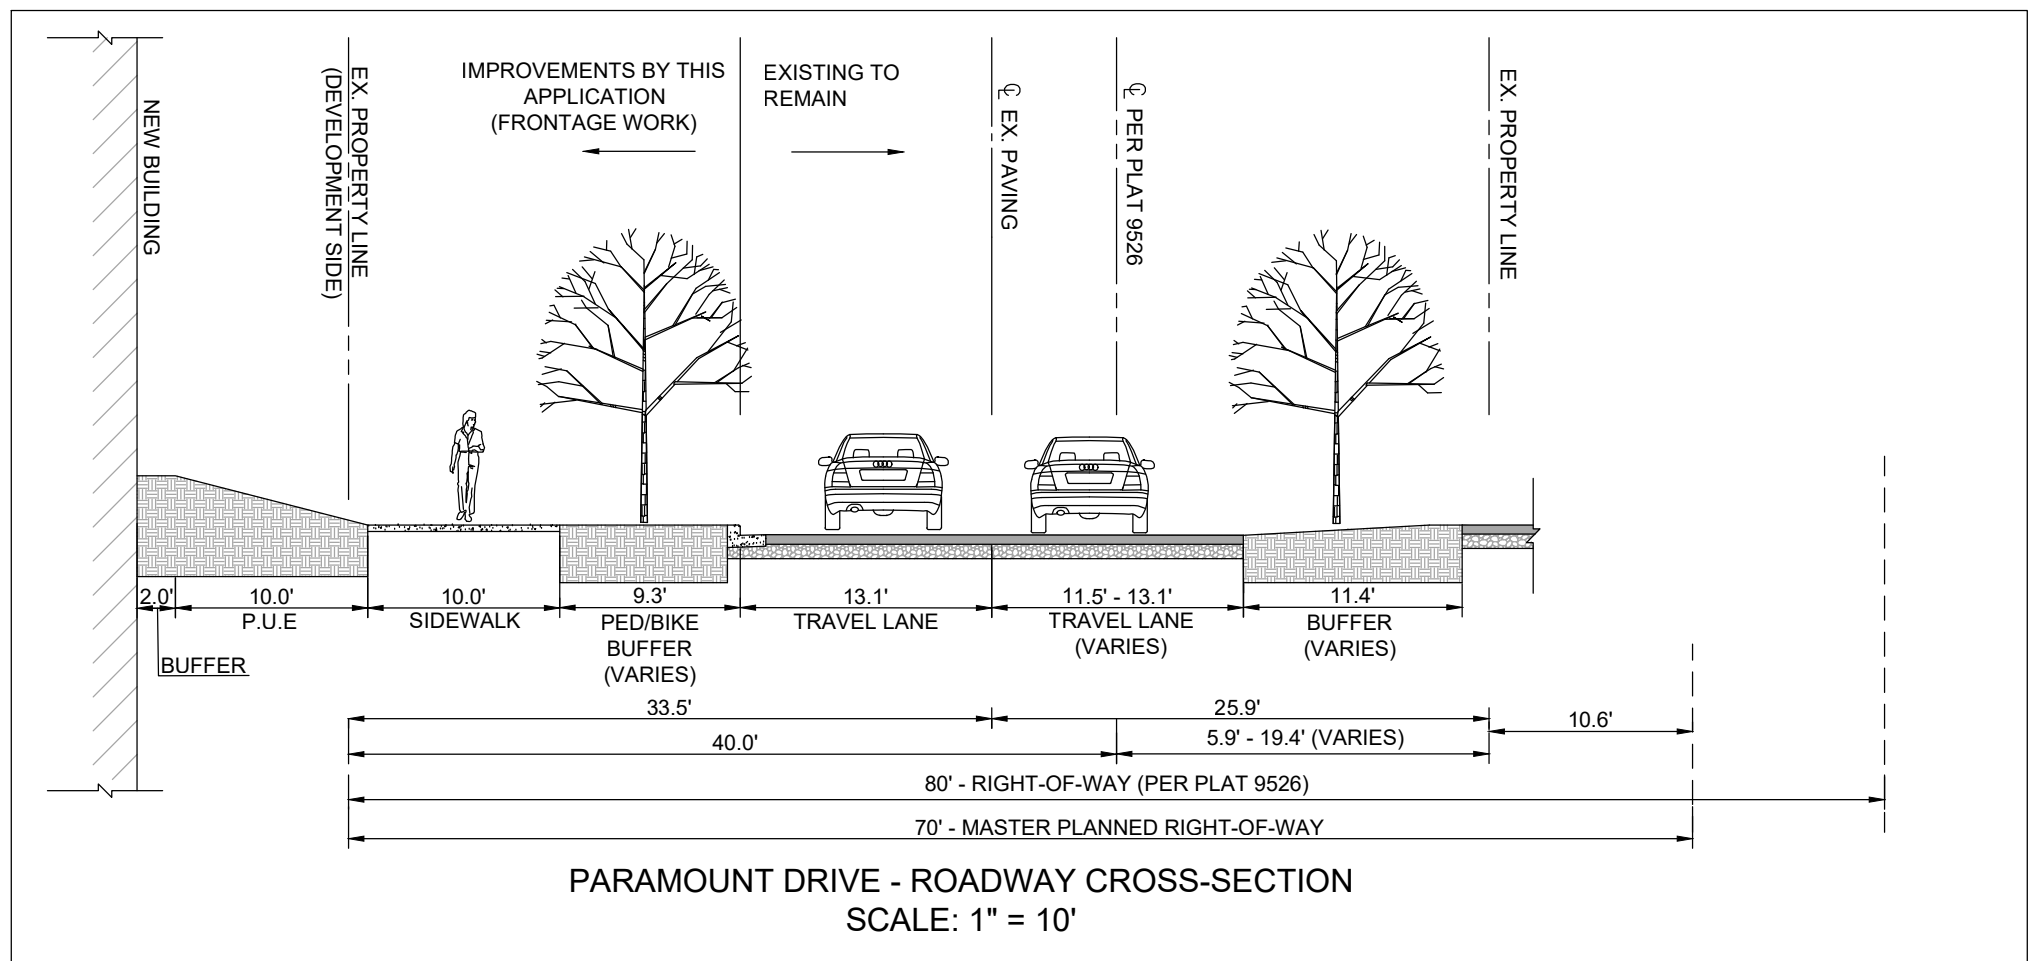 NEW BUILDING
EX. PROPERTY LINE
(DEVELOPMENT SIDE)
IMPROVEMENTS BY THIS
APPLICATION
(FRONTAGE WORK)
EXISTING TO
REMAIN
℄ EX. PAVING
℄ PER PLAT 9526
EX. PROPERTY LINE
2.0'
10.0'
10.0'
9.3'
13.1'
11.5' - 13.1'
11.4'
BUFFER
P.U.E
SIDEWALK
PED/BIKE
BUFFER
(VARIES)
TRAVEL LANE
TRAVEL LANE
(VARIES)
BUFFER
(VARIES)
33.5'
25.9'
10.6'
40.0'
5.9' - 19.4' (VARIES)
80' - RIGHT-OF-WAY (PER PLAT 9526)
70' - MASTER PLANNED RIGHT-OF-WAY
PARAMOUNT DRIVE - ROADWAY CROSS-SECTION
SCALE: 1" = 10'